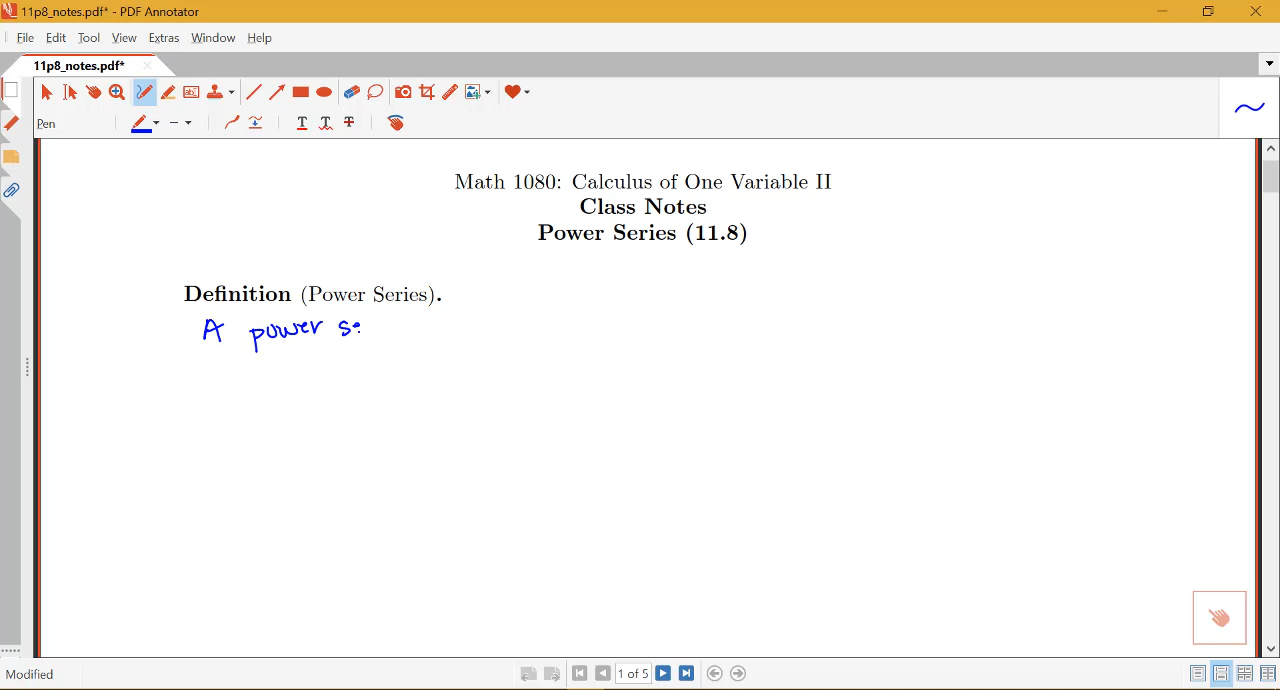 11p8_notes.pdf* - PDF Annotator
File Edit Tool View Extras Window Help
11p8_notes.pdf*
Pen
Math 1080: Calculus of One Variable II
Class Notes
Power Series (11.8)
Definition (Power Series).
A power se
1 of 5
Modified